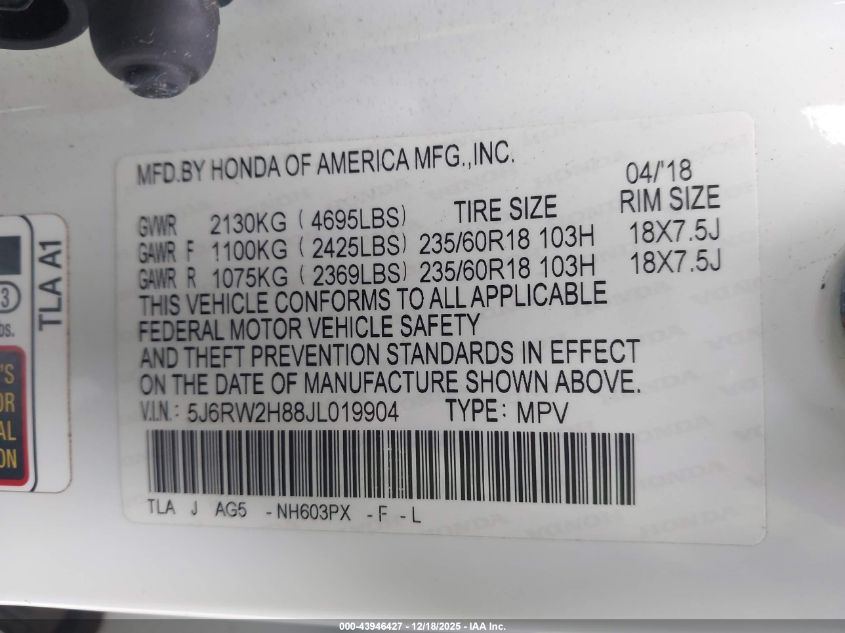 MFD.BY HONDA OF AMERICA MFG.,INC. 04/'18
GVWR 2130KG ( 4695LBS) TIRE SIZE RIM SIZE
GAWR F 1100KG ( 2425LBS) 235/60R18 103H 18X7.5J
GAWR R 1075KG ( 2369LBS) 235/60R18 103H 18X7.5J
THIS VEHICLE CONFORMS TO ALL APPLICABLE
FEDERAL MOTOR VEHICLE SAFETY
AND THEFT PREVENTION STANDARDS IN EFFECT
ON THE DATE OF MANUFACTURE SHOWN ABOVE.
V.I.N.: 5J6RW2H88JL019904 TYPE: MPV
TLA J AG5 -NH603PX -F -L
TLA A1
000-43946427 - 12/18/2025 - IAA Inc.